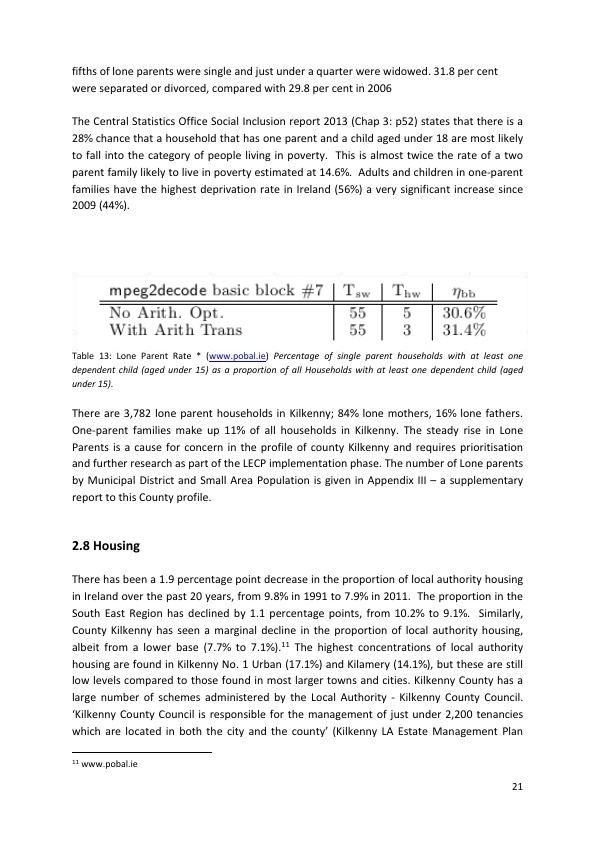 fifths of lone parents were single and just under a quarter were widowed. 31.8 per cent
were separated or divorced, compared with 29.8 per cent in 2006
The Central Statistics Office Social Inclusion report 2013 (Chap 3: p52) states that there is a
28% chance that a household that has one parent and a child aged under 18 are most likely
to fall into the category of people living in poverty.  This is almost twice the rate of a two
parent family likely to live in poverty estimated at 14.6%.  Adults and children in one-parent
families have the highest deprivation rate in Ireland (56%) a very significant increase since
2009 (44%).
mpeg2decode basic block #7 | Tsw | Thw | ηbb
No Arith. Opt. | 55 | 5 | 30.6%
With Arith Trans | 55 | 3 | 31.4%
Table 13: Lone Parent Rate * (www.pobal.ie) Percentage of single parent households with at least one
dependent child (aged under 15) as a proportion of all Households with at least one dependent child (aged
under 15).
There are 3,782 lone parent households in Kilkenny; 84% lone mothers, 16% lone fathers.
One-parent families make up 11% of all households in Kilkenny. The steady rise in Lone
Parents is a cause for concern in the profile of county Kilkenny and requires prioritisation
and further research as part of the LECP implementation phase. The number of Lone parents
by Municipal District and Small Area Population is given in Appendix III – a supplementary
report to this County profile.
2.8 Housing
There has been a 1.9 percentage point decrease in the proportion of local authority housing
in Ireland over the past 20 years, from 9.8% in 1991 to 7.9% in 2011.  The proportion in the
South East Region has declined by 1.1 percentage points, from 10.2% to 9.1%.  Similarly,
County Kilkenny has seen a marginal decline in the proportion of local authority housing,
albeit from a lower base (7.7% to 7.1%).11 The highest concentrations of local authority
housing are found in Kilkenny No. 1 Urban (17.1%) and Kilamery (14.1%), but these are still
low levels compared to those found in most larger towns and cities. Kilkenny County has a
large number of schemes administered by the Local Authority - Kilkenny County Council.
‘Kilkenny County Council is responsible for the management of just under 2,200 tenancies
which are located in both the city and the county’ (Kilkenny LA Estate Management Plan
11 www.pobal.ie
21